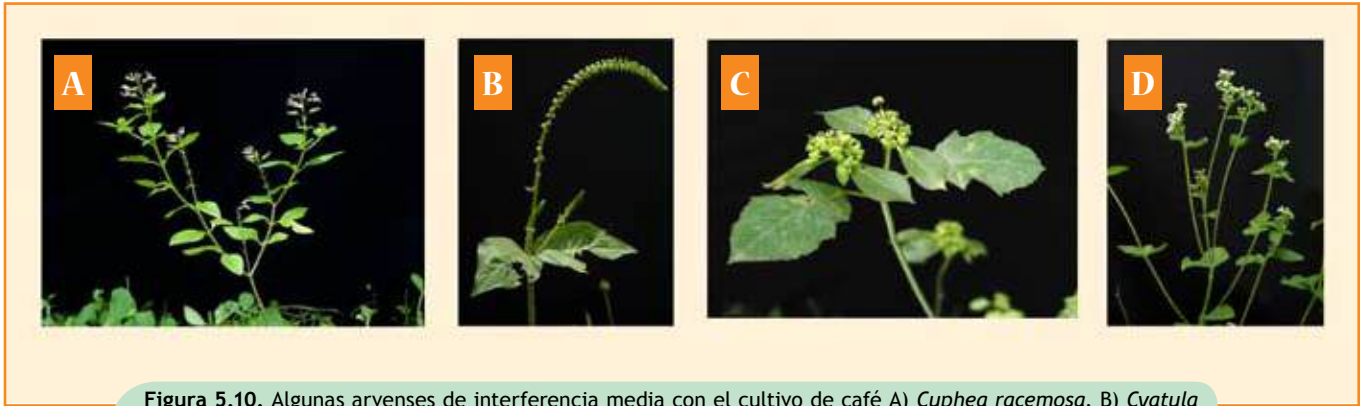 A
B
C
D
Figura 5.10. Algunas arvenses de interferencia media con el cultivo de café A) Cuphea racemosa. B) Cyatula